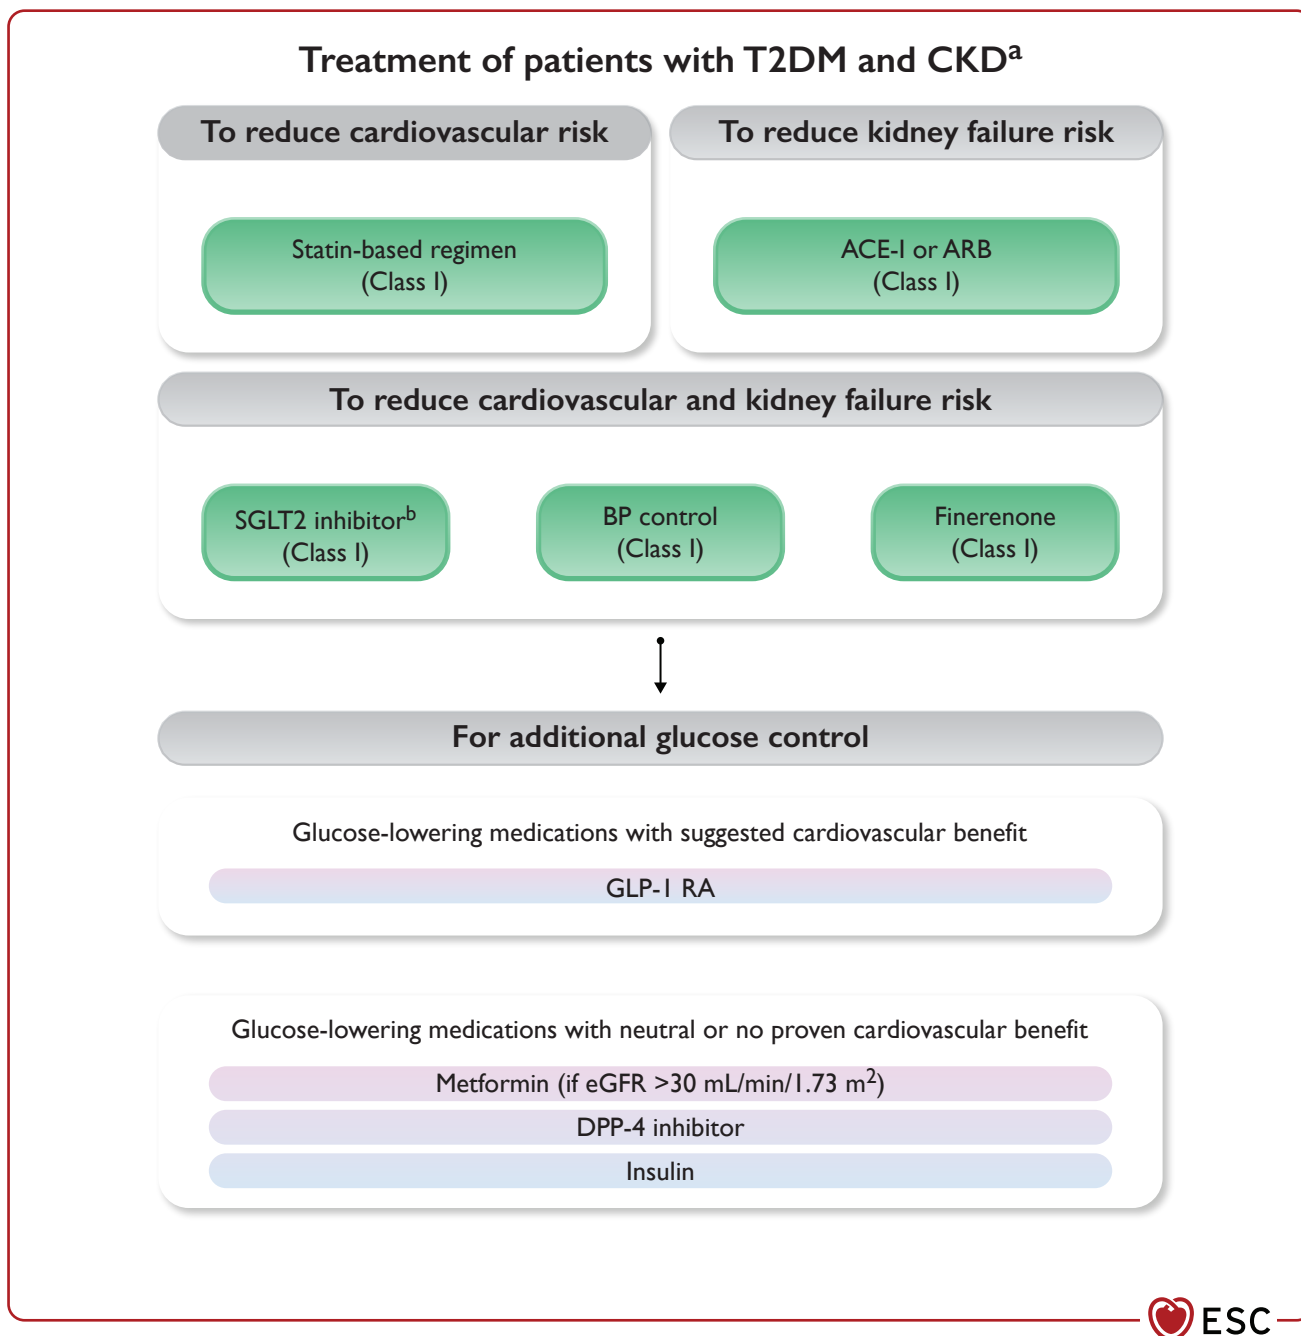 Treatment of patients with T2DM and CKDa
To reduce cardiovascular risk
To reduce kidney failure risk
Statin-based regimen
(Class I)
ACE-I or ARB
(Class I)
To reduce cardiovascular and kidney failure risk
SGLT2 inhibitorb
(Class I)
BP control
(Class I)
Finerenone
(Class I)
For additional glucose control
Glucose-lowering medications with suggested cardiovascular benefit
GLP-1 RA
Glucose-lowering medications with neutral or no proven cardiovascular benefit
Metformin (if eGFR >30 mL/min/1.73 m2)
DPP-4 inhibitor
Insulin
ESC